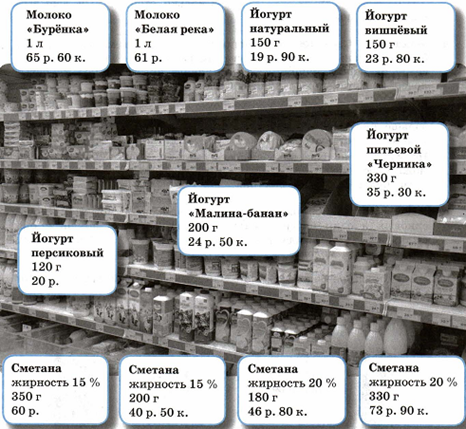 Молоко
«Бурёнка»
1 л
65 р. 60 к.
Молоко
«Белая река»
1 л
61 р.
Йогурт
натуральный
150 г
19 р. 90 к.
Йогурт
вишнёвый
150 г
23 р. 80 к.
Йогурт
питьевой
«Черника»
330 г
35 р. 30 к.
Йогурт
«Малина-банан»
200 г
24 р. 50 к.
Йогурт
персиковый
120 г
20 р.
Сметана
жирность 15 %
350 г
60 р.
Сметана
жирность 15 %
200 г
40 р. 50 к.
Сметана
жирность 20 %
180 г
46 р. 80 к.
Сметана
жирность 20 %
330 г
73 р. 90 к.